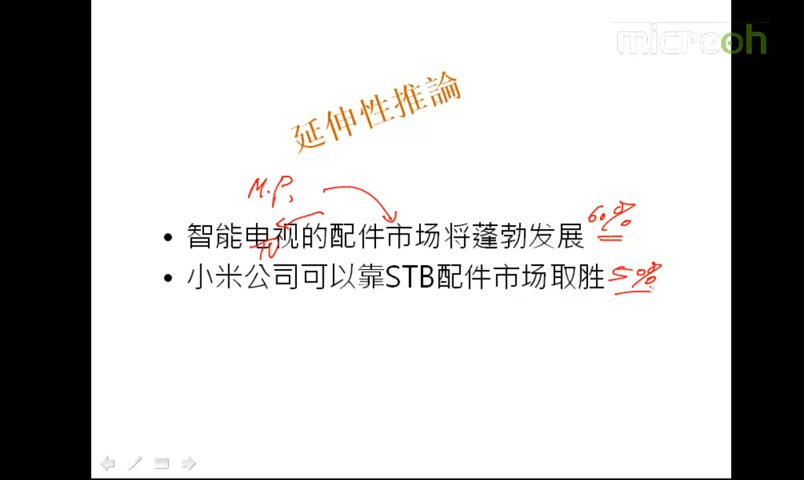 microoh
延伸性推論
M.P.
• 智能电视的配件市场将蓬勃发展 60%
• 小米公司可以靠STB配件市场取胜 50%